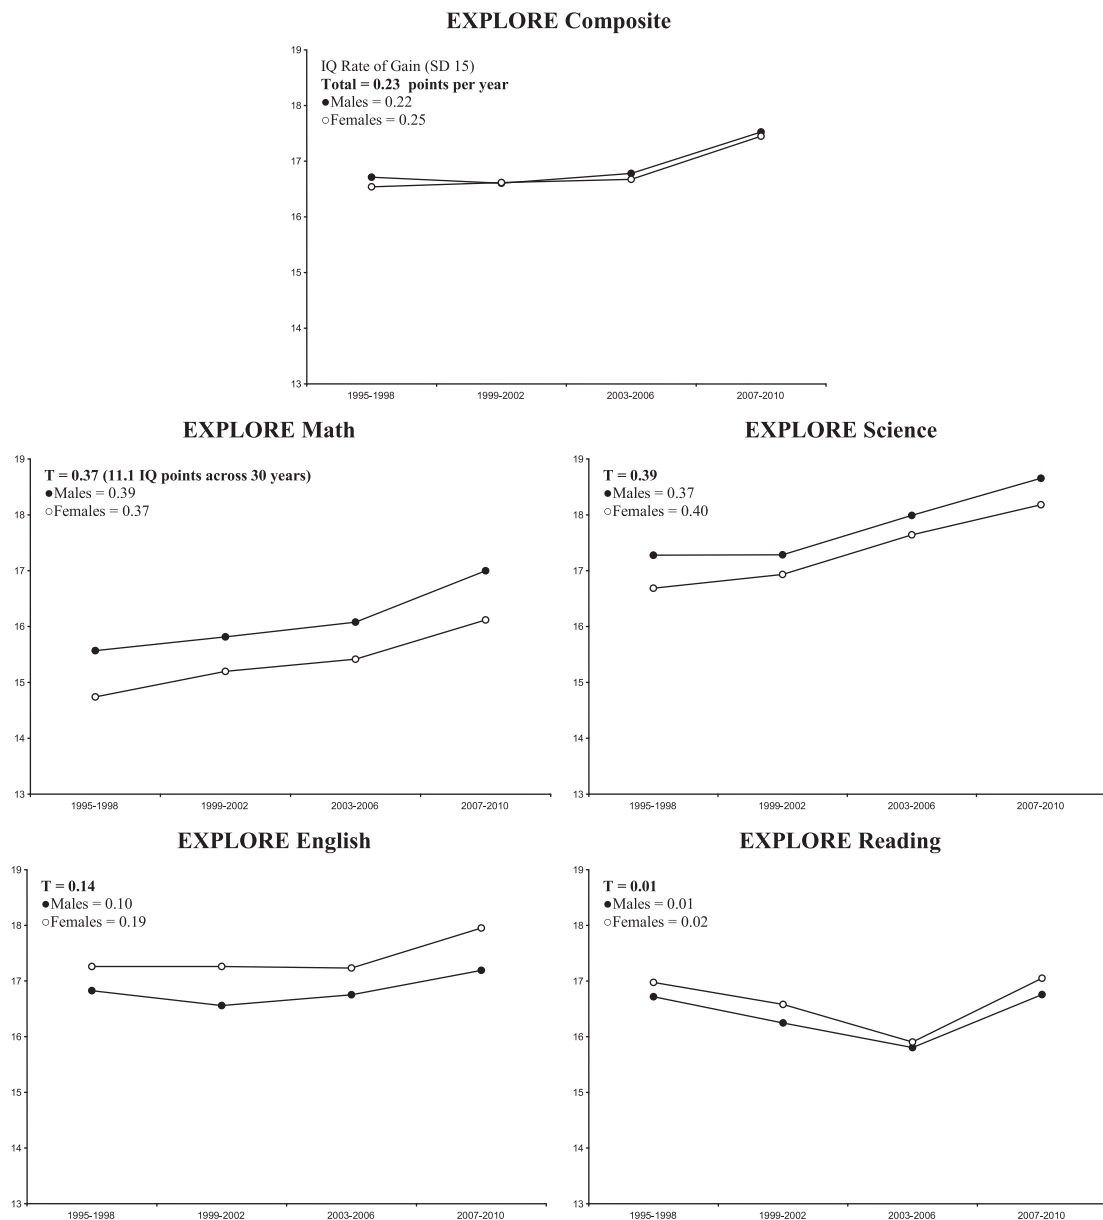 EXPLORE Composite
19
IQ Rate of Gain (SD 15)
Total = 0.23 points per year
●Males = 0.22
○Females = 0.25
18
17
16
15
14
13
1995-1998
1999-2002
2003-2006
2007-2010
EXPLORE Math
19
T = 0.37 (11.1 IQ points across 30 years)
●Males = 0.39
○Females = 0.37
18
17
16
15
14
13
1995-1998
1999-2002
2003-2006
2007-2010
EXPLORE Science
19
T = 0.39
●Males = 0.37
○Females = 0.40
18
17
16
15
14
13
1995-1998
1999-2002
2003-2006
2007-2010
EXPLORE English
19
T = 0.14
●Males = 0.10
○Females = 0.19
18
17
16
15
14
13
1995-1998
1999-2002
2003-2006
2007-2010
EXPLORE Reading
19
T = 0.01
●Males = 0.01
○Females = 0.02
18
17
16
15
14
13
1995-1998
1999-2002
2003-2006
2007-2010